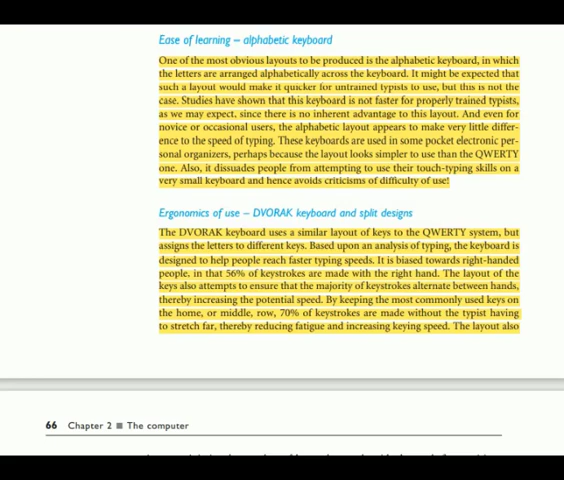 Ease of learning – alphabetic keyboard
One of the most obvious layouts to be produced is the alphabetic keyboard, in which
the letters are arranged alphabetically across the keyboard. It might be expected that
such a layout would make it quicker for untrained typists to use, but this is not the
case. Studies have shown that this keyboard is not faster for properly trained typists,
as we may expect, since there is no inherent advantage to this layout. And even for
novice or occasional users, the alphabetic layout appears to make very little differ-
ence to the speed of typing. These keyboards are used in some pocket electronic per-
sonal organizers, perhaps because the layout looks simpler to use than the QWERTY
one. Also, it dissuades people from attempting to use their touch-typing skills on a
very small keyboard and hence avoids criticisms of difficulty of use!
Ergonomics of use – DVORAK keyboard and split designs
The DVORAK keyboard uses a similar layout of keys to the QWERTY system, but
assigns the letters to different keys. Based upon an analysis of typing, the keyboard is
designed to help people reach faster typing speeds. It is biased towards right-handed
people, in that 56% of keystrokes are made with the right hand. The layout of the
keys also attempts to ensure that the majority of keystrokes alternate between hands,
thereby increasing the potential speed. By keeping the most commonly used keys on
the home, or middle, row, 70% of keystrokes are made without the typist having
to stretch far, thereby reducing fatigue and increasing keying speed. The layout also
66 Chapter 2 ■ The computer